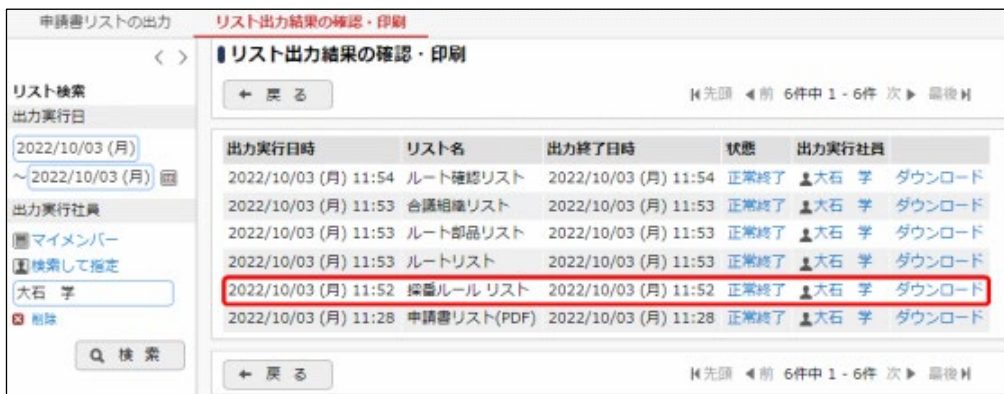 申請書リストの出力 リスト出力結果の確認・印刷
リスト検索
出力実行日
2022/10/03 (月)
～ 2022/10/03 (月)
出力実行社員
マイメンバー
検索して指定
大石 学
削除
検 索
リスト出力結果の確認・印刷
← 戻 る
先頭 前 6件中 1 - 6件 次 最後
出力実行日時 リスト名 出力終了日時 状態 出力実行社員
2022/10/03 (月) 11:54 ルート確認リスト 2022/10/03 (月) 11:54 正常終了 大石 学 ダウンロード
2022/10/03 (月) 11:53 合議組織リスト 2022/10/03 (月) 11:53 正常終了 大石 学 ダウンロード
2022/10/03 (月) 11:53 ルート部品リスト 2022/10/03 (月) 11:53 正常終了 大石 学 ダウンロード
2022/10/03 (月) 11:53 ルートリスト 2022/10/03 (月) 11:53 正常終了 大石 学 ダウンロード
2022/10/03 (月) 11:52 採番ルール リスト 2022/10/03 (月) 11:52 正常終了 大石 学 ダウンロード
2022/10/03 (月) 11:28 申請書リスト(PDF) 2022/10/03 (月) 11:28 正常終了 大石 学 ダウンロード
← 戻 る
先頭 前 6件中 1 - 6件 次 最後